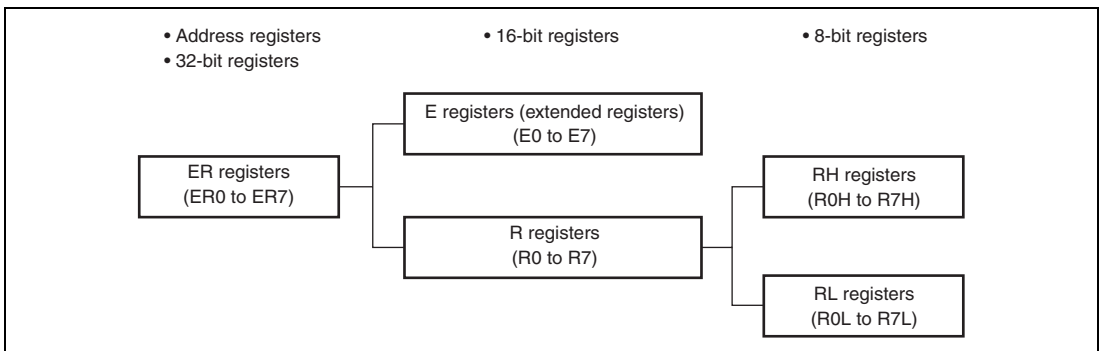 • Address registers
• 32-bit registers
• 16-bit registers
• 8-bit registers
E registers (extended registers)
(E0 to E7)
ER registers
(ER0 to ER7)
RH registers
(R0H to R7H)
R registers
(R0 to R7)
RL registers
(R0L to R7L)